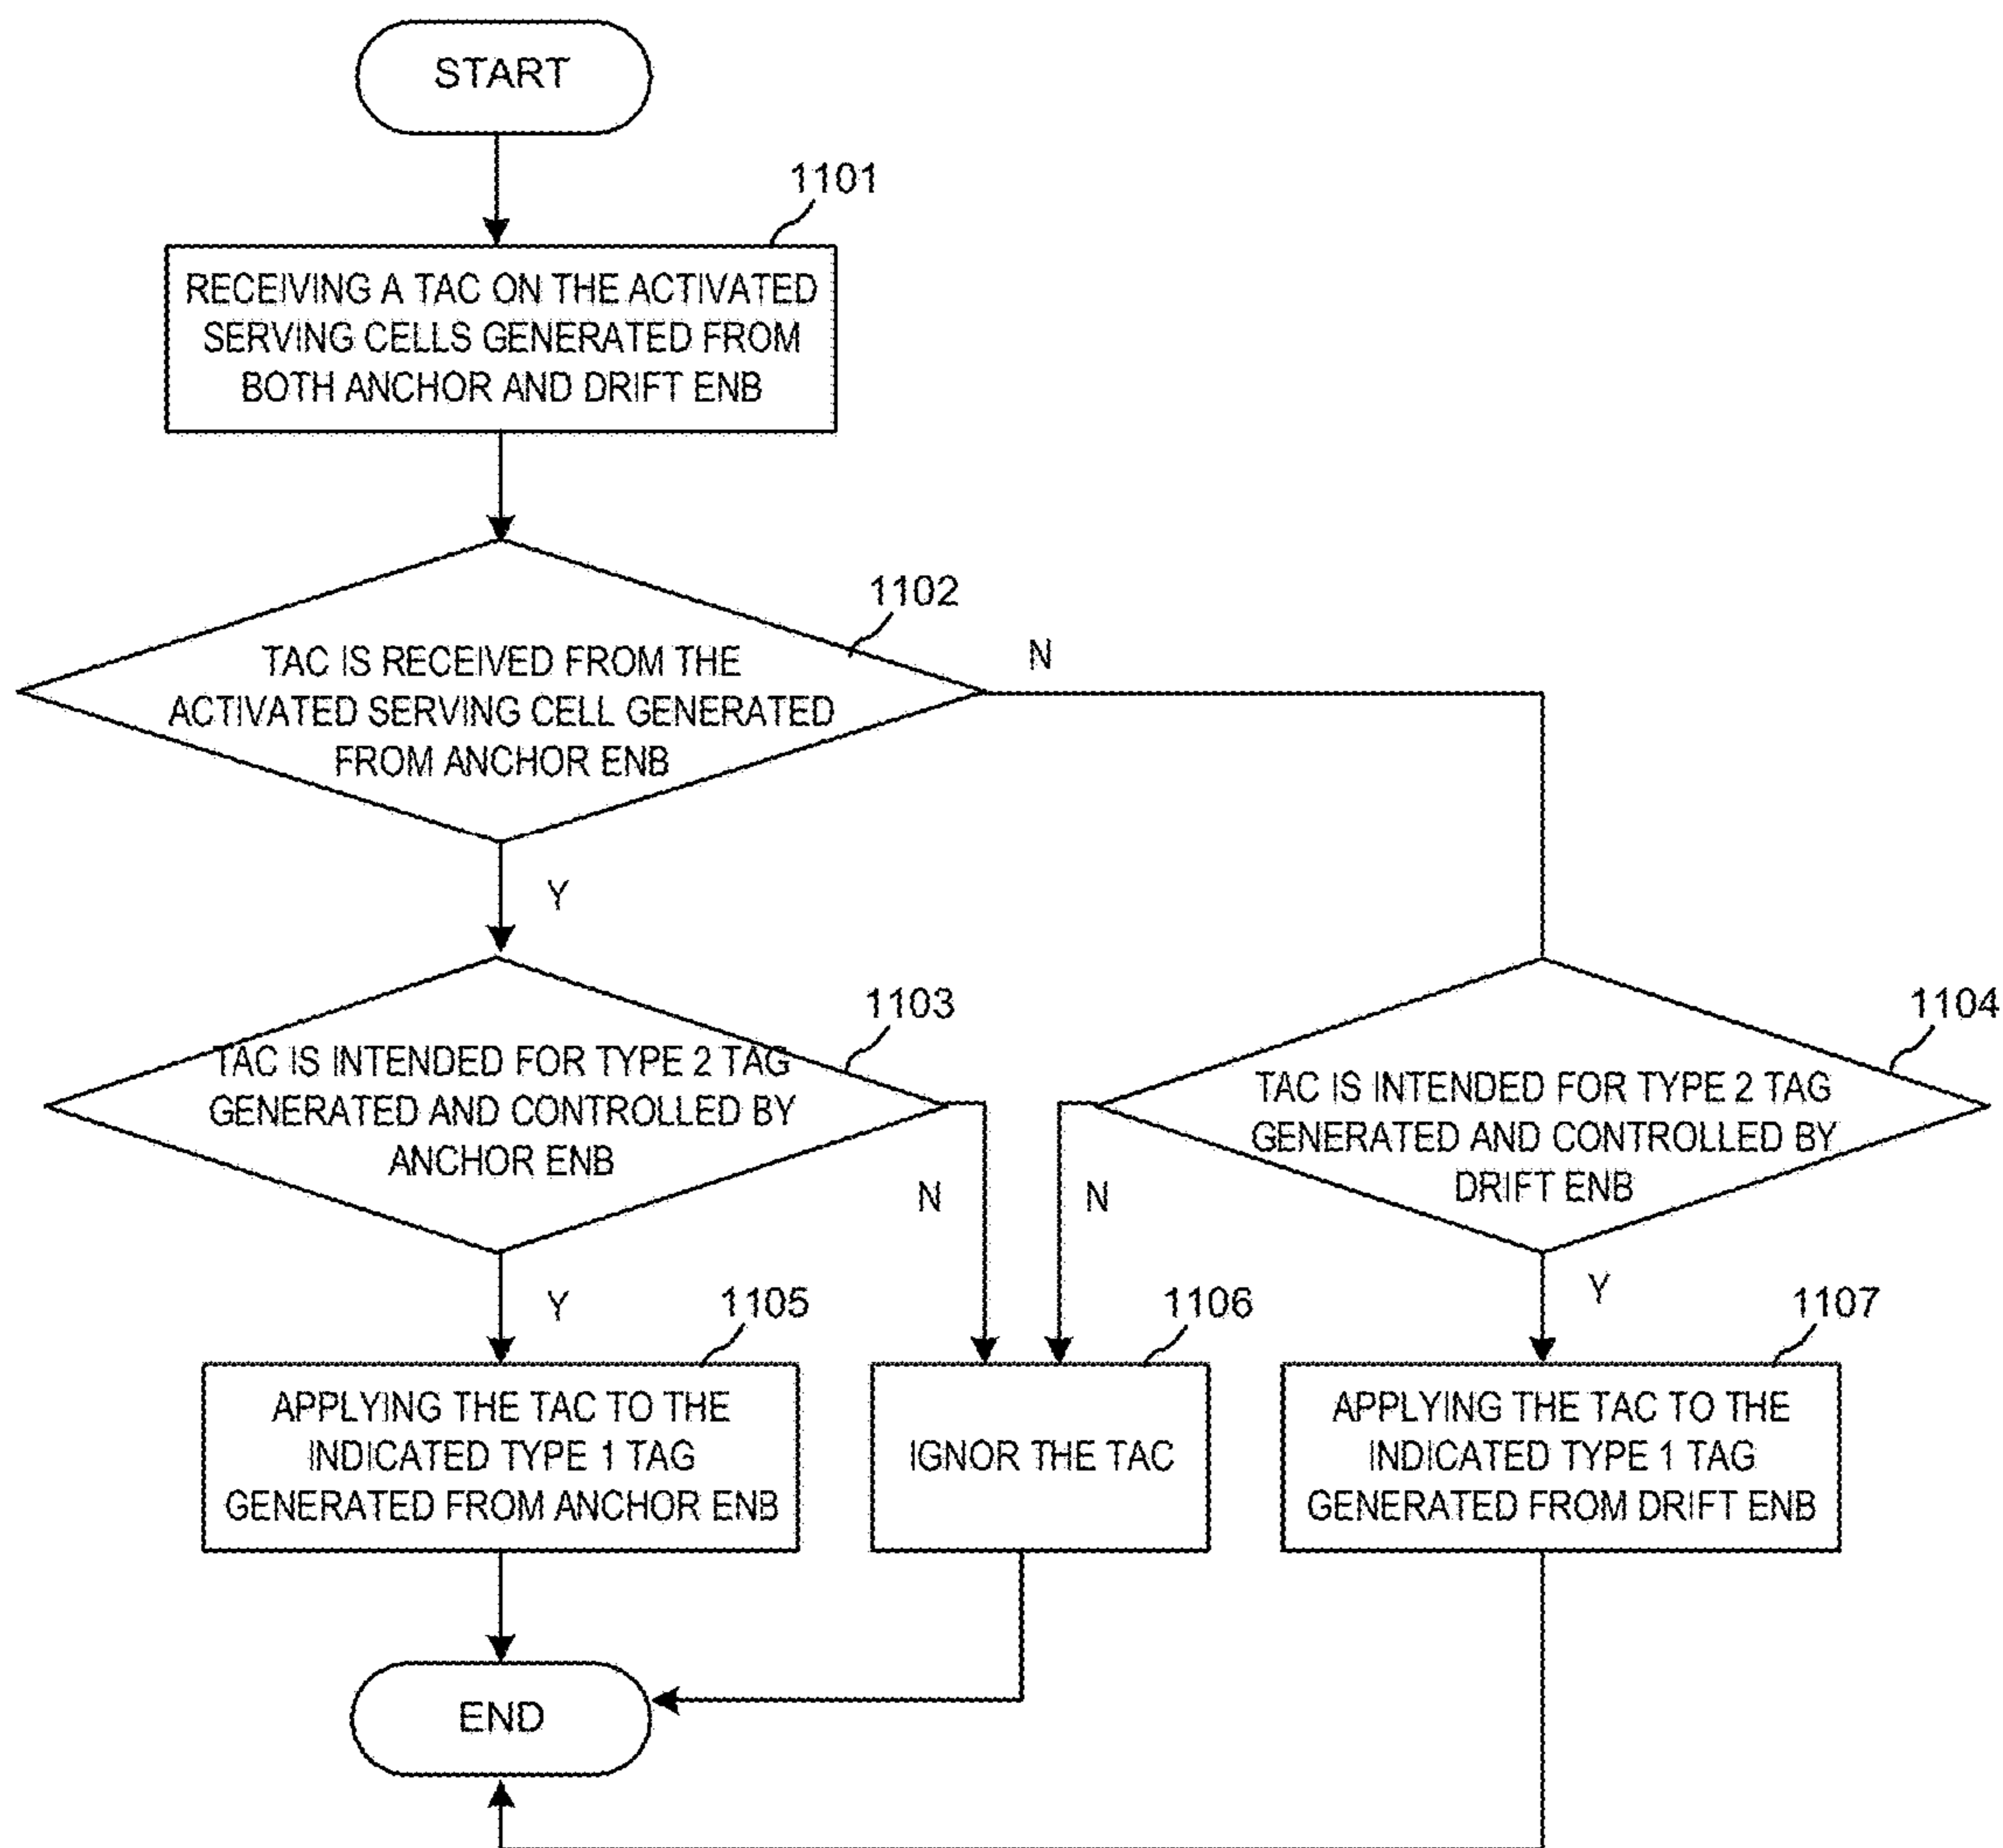 START
1101
RECEIVING A TAC ON THE ACTIVATED
SERVING CELLS GENERATED FROM
BOTH ANCHOR AND DRIFT ENB
1102
TAC IS RECEIVED FROM THE
ACTIVATED SERVING CELL GENERATED
FROM ANCHOR ENB
N
Y
1103
TAC IS INTENDED FOR TYPE 2 TAG
GENERATED AND CONTROLLED BY
ANCHOR ENB
N
Y
1104
TAC IS INTENDED FOR TYPE 2 TAG
GENERATED AND CONTROLLED BY
DRIFT ENB
N
Y
1105
APPLYING THE TAC TO THE
INDICATED TYPE 1 TAG
GENERATED FROM ANCHOR ENB
1106
IGNOR THE TAC
1107
APPLYING THE TAC TO THE
INDICATED TYPE 1 TAG
GENERATED FROM DRIFT ENB
END